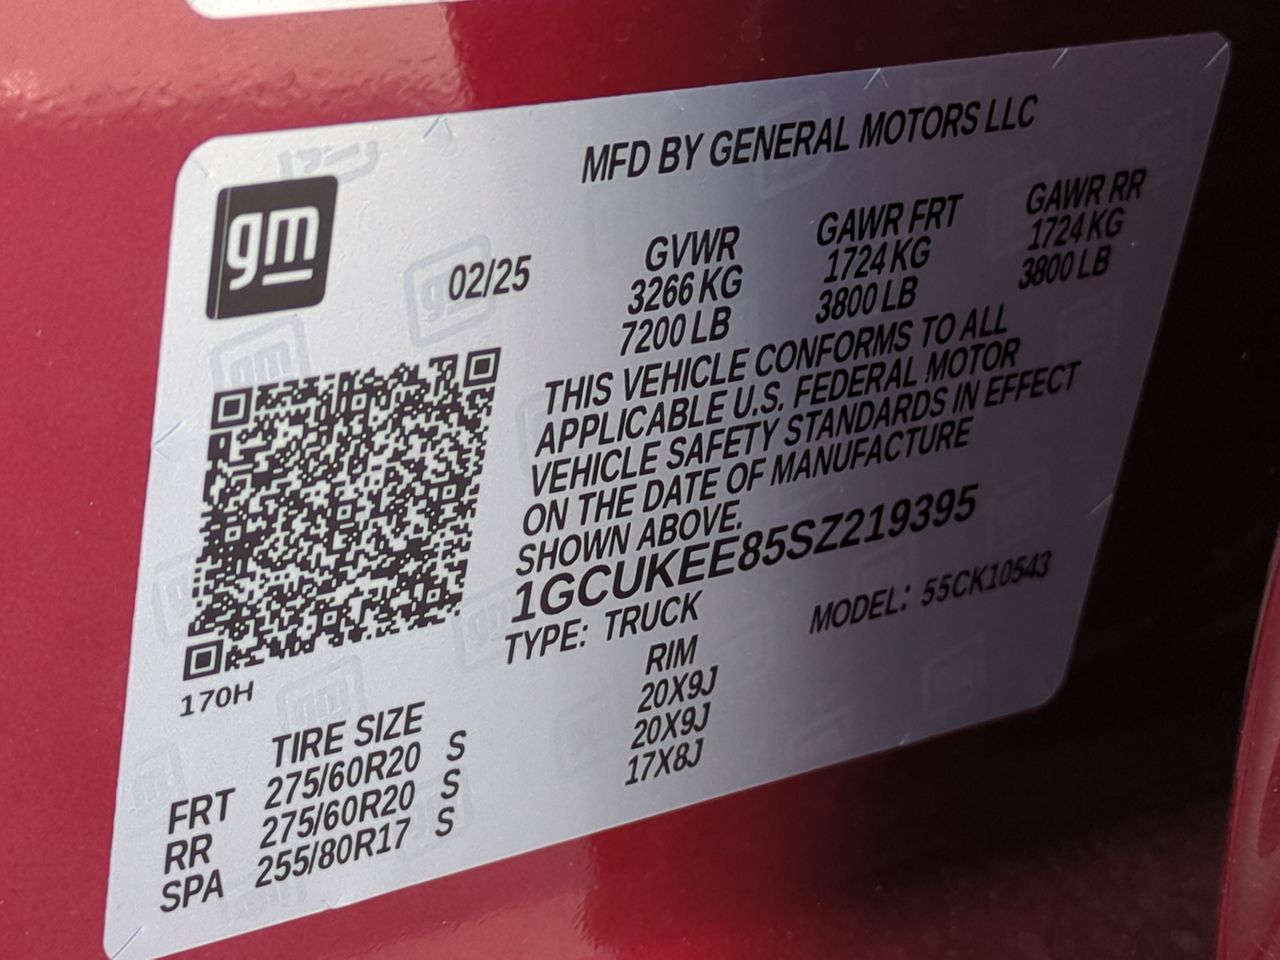 MFD BY GENERAL MOTORS LLC
gm
02/25
GVWR GAWR FRT GAWR RR
3266 KG 1724 KG 1724 KG
7200 LB 3800 LB 3800 LB
THIS VEHICLE CONFORMS TO ALL
APPLICABLE U.S. FEDERAL MOTOR
VEHICLE SAFETY STANDARDS IN EFFECT
ON THE DATE OF MANUFACTURE
SHOWN ABOVE.
1GCUKEE85SZ219395
TYPE: TRUCK MODEL: 55CK10543
170H
TIRE SIZE RIM
FRT 275/60R20 S 20X9J
RR 275/60R20 S 20X9J
SPA 255/80R17 S 17X8J